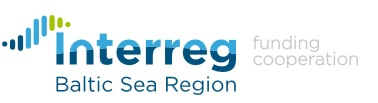 Interreg
Baltic Sea Region
funding
cooperation